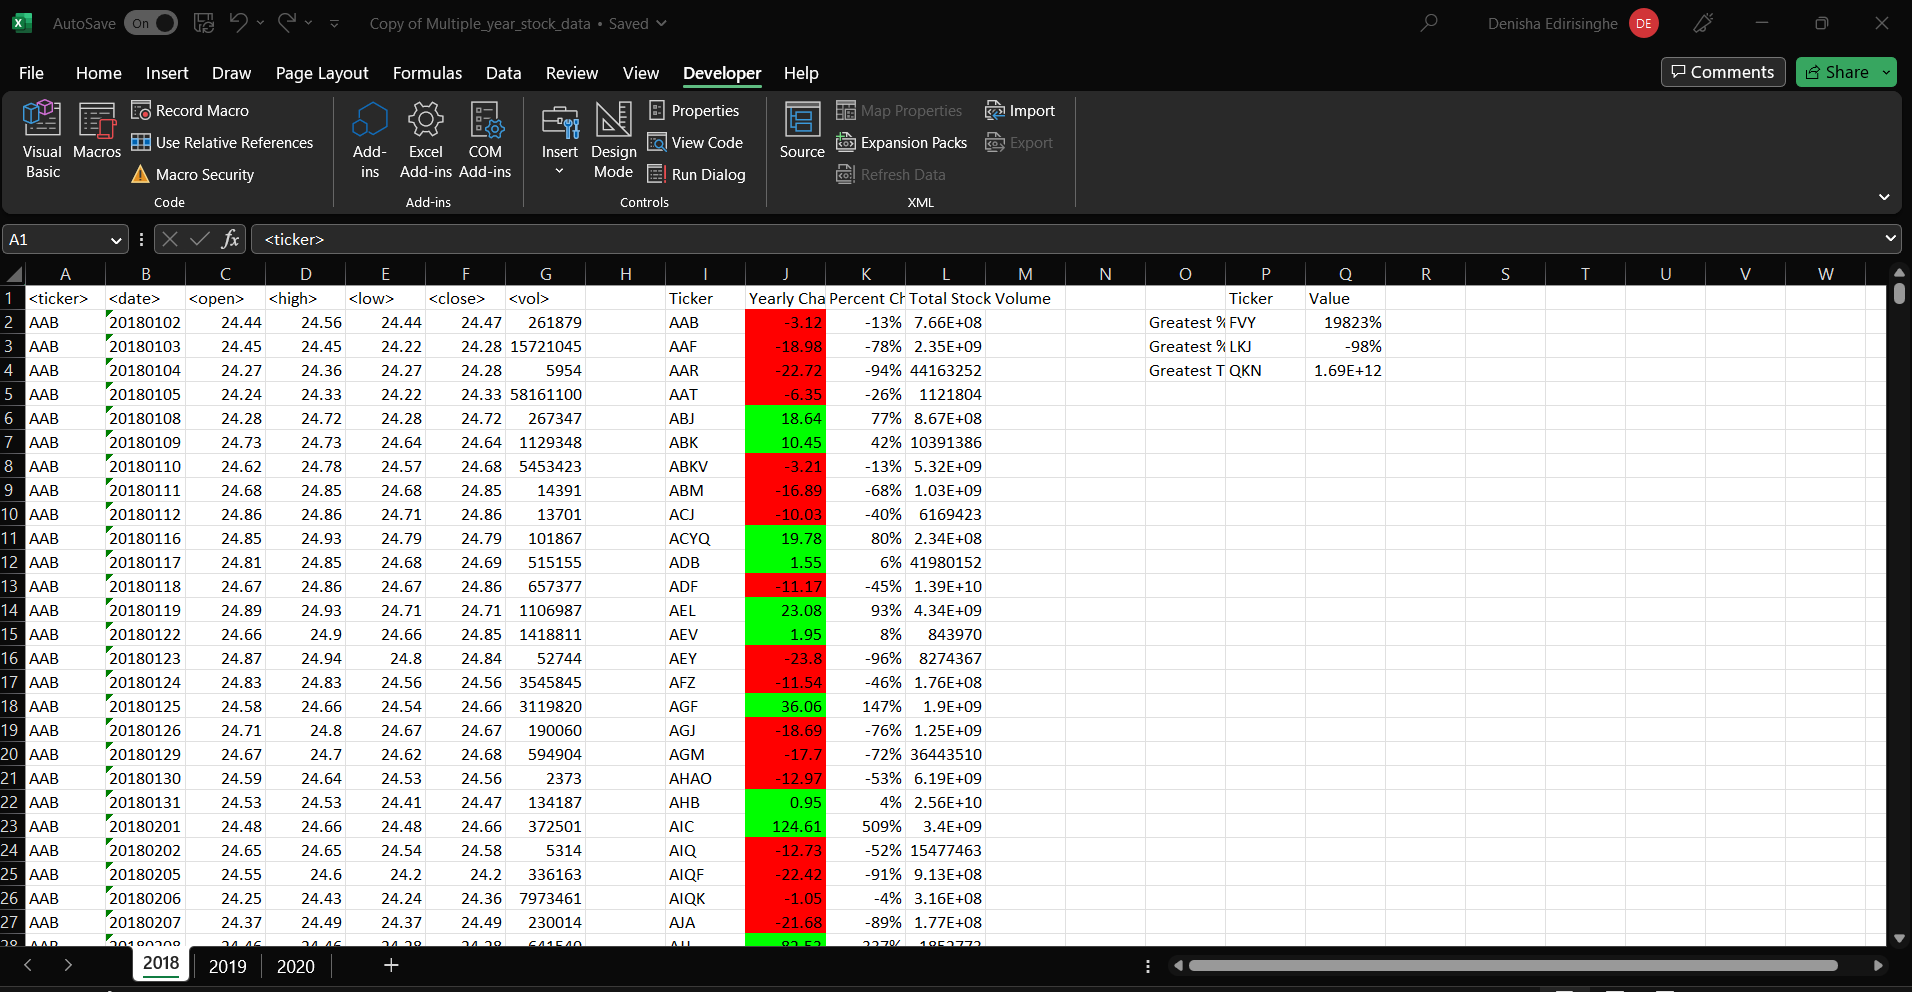 AutoSave On Copy of Multiple_year_stock_data • Saved Denisha Edirisinghe DE
File Home Insert Draw Page Layout Formulas Data Review View Developer Help Comments Share
Visual Basic
Macros
Record Macro
Use Relative References
Macro Security
Code
Add-ins
Excel Add-ins
COM Add-ins
Add-ins
Insert
Design Mode
Properties
View Code
Run Dialog
Controls
Source
Map Properties
Expansion Packs
Refresh Data
Import
Export
XML
A1 fx <ticker>
A B C D E F G H I J K L M N O P Q R S T U V W
1 <ticker> <date> <open> <high> <low> <close> <vol> Ticker Yearly Cha Percent Ch Total Stock Volume Ticker Value
2 AAB 20180102 24.44 24.56 24.44 24.47 261879 AAB -3.12 -13% 7.66E+08 Greatest % FVY 19823%
3 AAB 20180103 24.45 24.45 24.22 24.28 15721045 AAF -18.98 -78% 2.35E+09 Greatest % LKJ -98%
4 AAB 20180104 24.27 24.36 24.27 24.28 5954 AAR -22.72 -94% 44163252 Greatest T QKN 1.69E+12
5 AAB 20180105 24.24 24.33 24.22 24.33 58161100 AAT -6.35 -26% 1121804
6 AAB 20180108 24.28 24.72 24.28 24.72 267347 ABJ 18.64 77% 8.67E+08
7 AAB 20180109 24.73 24.73 24.64 24.64 1129348 ABK 10.45 42% 10391386
8 AAB 20180110 24.62 24.78 24.57 24.68 5453423 ABKV -3.21 -13% 5.32E+09
9 AAB 20180111 24.68 24.85 24.68 24.85 14391 ABM -16.89 -68% 1.03E+09
10 AAB 20180112 24.86 24.86 24.71 24.86 13701 ACJ -10.03 -40% 6169423
11 AAB 20180116 24.85 24.93 24.79 24.79 101867 ACYQ 19.78 80% 2.34E+08
12 AAB 20180117 24.81 24.85 24.68 24.69 515155 ADB 1.55 6% 41980152
13 AAB 20180118 24.67 24.86 24.67 24.86 657377 ADF -11.17 -45% 1.39E+10
14 AAB 20180119 24.89 24.93 24.71 24.71 1106987 AEL 23.08 93% 4.34E+09
15 AAB 20180122 24.66 24.9 24.66 24.85 1418811 AEV 1.95 8% 843970
16 AAB 20180123 24.87 24.94 24.8 24.84 52744 AEY -23.8 -96% 8274367
17 AAB 20180124 24.83 24.83 24.56 24.56 3545845 AFZ -11.54 -46% 1.76E+08
18 AAB 20180125 24.58 24.66 24.54 24.66 3119820 AGF 36.06 147% 1.9E+09
19 AAB 20180126 24.71 24.8 24.67 24.67 190060 AGJ -18.69 -76% 1.25E+09
20 AAB 20180129 24.67 24.7 24.62 24.68 594904 AGM -17.7 -72% 36443510
21 AAB 20180130 24.59 24.64 24.53 24.56 2373 AHAO -12.97 -53% 6.19E+09
22 AAB 20180131 24.53 24.53 24.41 24.47 134187 AHB 0.95 4% 2.56E+10
23 AAB 20180201 24.48 24.66 24.48 24.66 372501 AIC 124.61 509% 3.4E+09
24 AAB 20180202 24.65 24.65 24.54 24.58 5314 AIQ -12.73 -52% 15477463
25 AAB 20180205 24.55 24.6 24.2 24.2 336163 AIQF -22.42 -91% 9.13E+08
26 AAB 20180206 24.25 24.43 24.24 24.36 7973461 AIQK -1.05 -4% 3.16E+08
27 AAB 20180207 24.37 24.49 24.37 24.49 230014 AJA -21.68 -89% 1.77E+08
28 AAB 20180208
2018 2019 2020